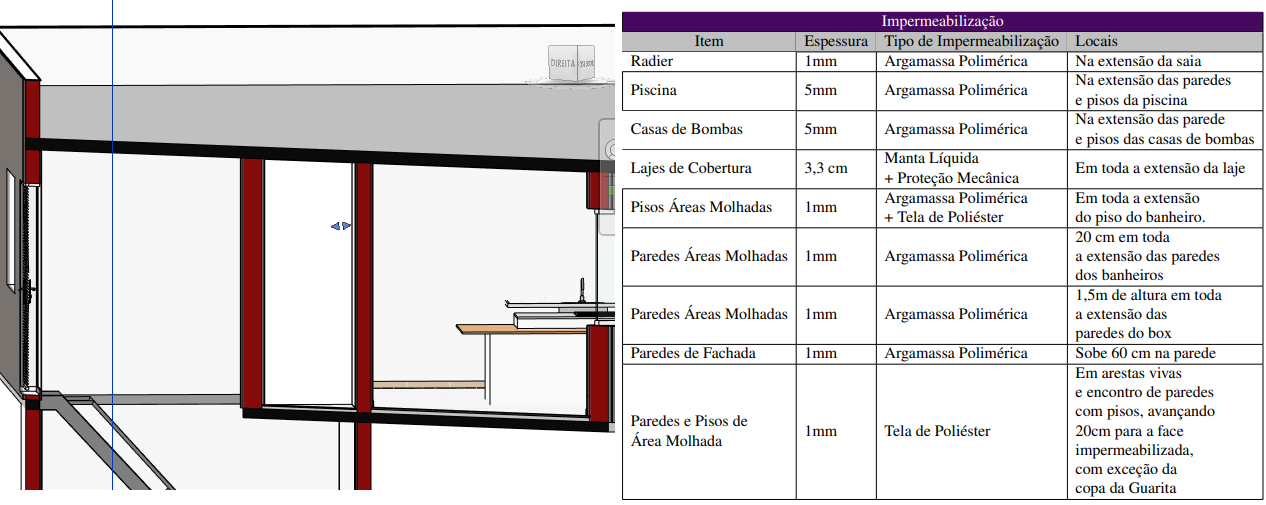 DIREITA
Impermeabilização
Item Espessura Tipo de Impermeabilização Locais
Radier 1mm Argamassa Polimérica Na extensão da saia
Piscina 5mm Argamassa Polimérica Na extensão das paredes
e pisos da piscina
Casas de Bombas 5mm Argamassa Polimérica Na extensão das parede
e pisos das casas de bombas
Lajes de Cobertura 3,3 cm Manta Líquida
+ Proteção Mecânica Em toda a extensão da laje
Pisos Áreas Molhadas 1mm Argamassa Polimérica
+ Tela de Poliéster Em toda a extensão
do piso do banheiro.
Paredes Áreas Molhadas 1mm Argamassa Polimérica 20 cm em toda
a extensão das paredes
dos banheiros
Paredes Áreas Molhadas 1mm Argamassa Polimérica 1,5m de altura em toda
a extensão das
paredes do box
Paredes de Fachada 1mm Argamassa Polimérica Sobe 60 cm na parede
Paredes e Pisos de
Área Molhada 1mm Tela de Poliéster Em arestas vivas
e encontro de paredes
com pisos, avançando
20cm para a face
impermeabilizada,
com exceção da
copa da Guarita